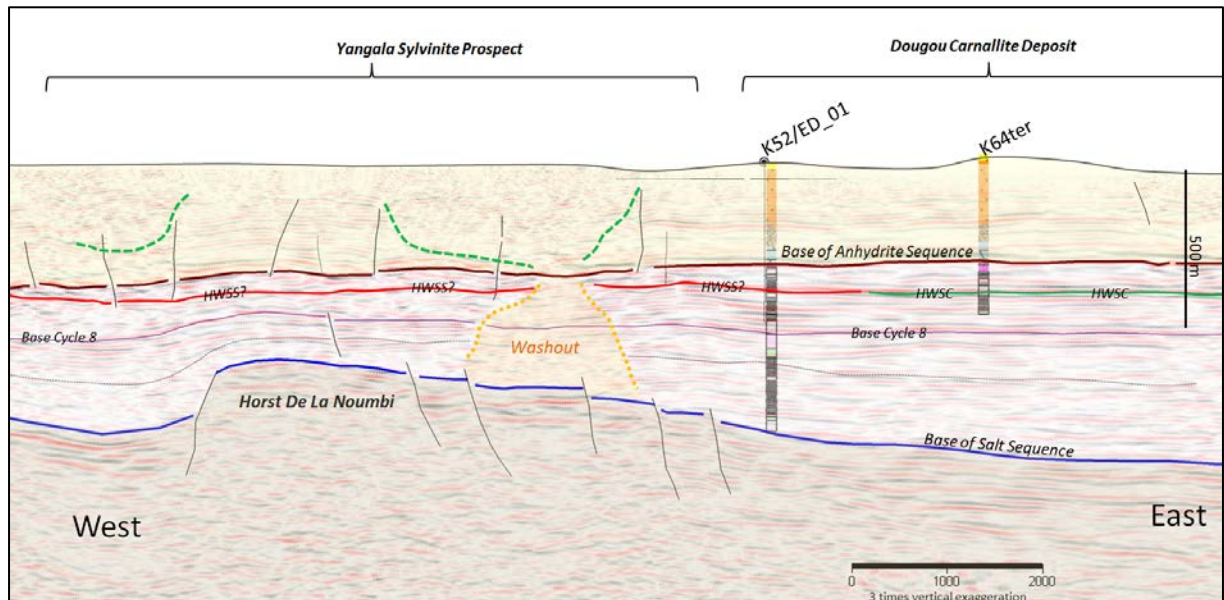 Yangala Sylvinite Prospect
Dougou Carnallite Deposit
K52/ED_01
K64ter
500 m
Base of Anhydrite Sequence
HWSS?
HWSS?
HWSS?
HWSC
HWSC
Base Cycle 8
Base Cycle 8
Washout
Horst De La Noumbi
Base of Salt Sequence
West
East
0 1000 2000
3 times vertical exaggeration